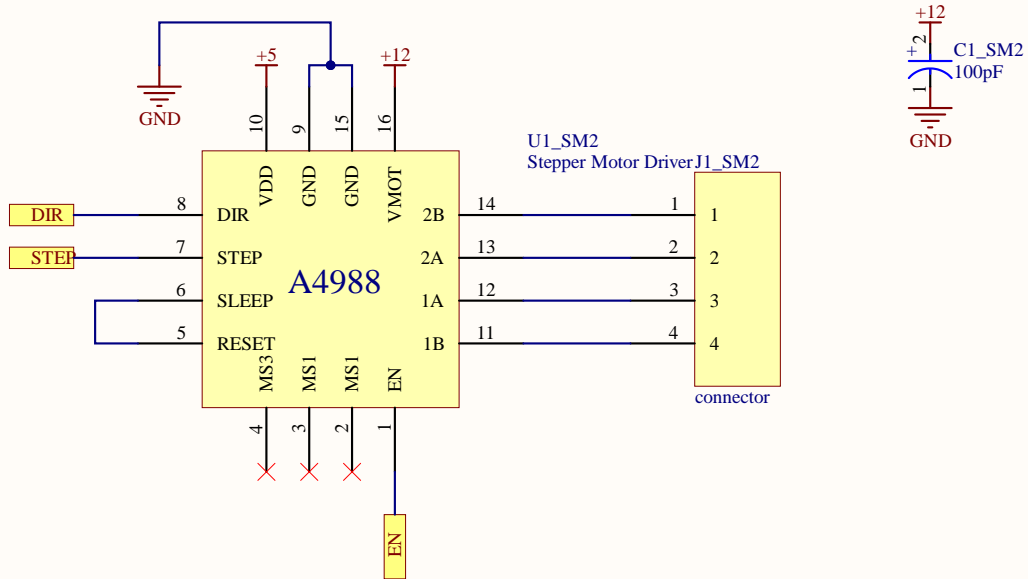 +12
+
2
C1_SM2
100pF
1
GND
+5
+12
GND
10
9
15
16
U1_SM2
Stepper Motor Driver
J1_SM2
VDD
GND
GND
VMOT
DIR
8
DIR
2B
14
1
1
STEP
7
STEP
2A
13
2
2
A4988
6
SLEEP
1A
12
3
3
5
RESET
1B
11
4
4
MS3
MS1
MS1
EN
connector
4
3
2
1
EN